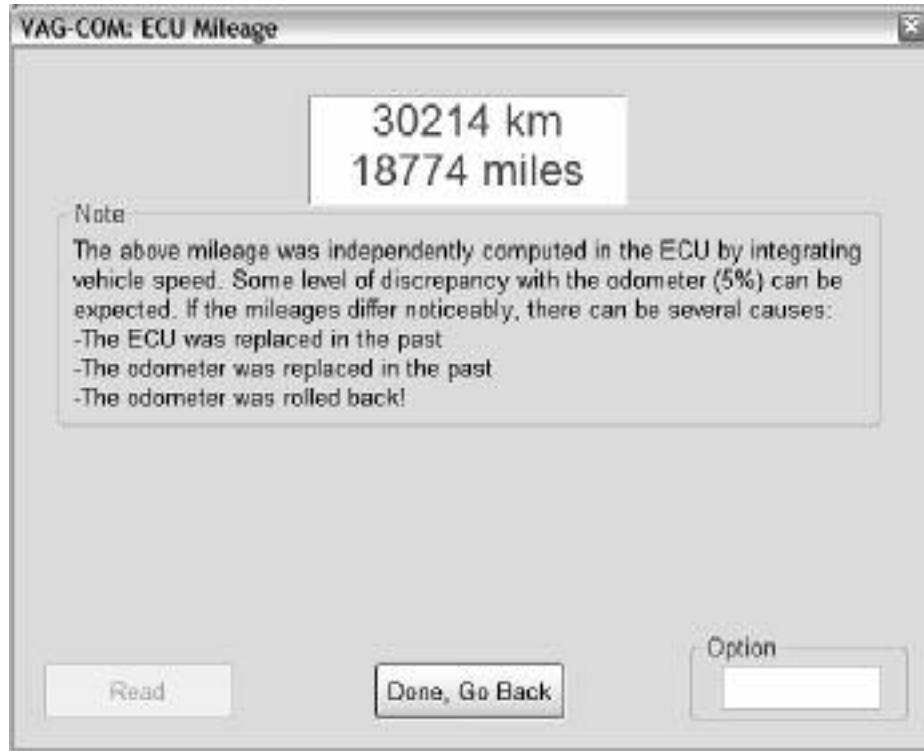 VAG-COM: ECU Mileage
30214 km
18774 miles
Note
The above mileage was independently computed in the ECU by integrating
vehicle speed. Some level of discrepancy with the odometer (5%) can be
expected. If the mileages differ noticeably, there can be several causes:
-The ECU was replaced in the past
-The odometer was replaced in the past
-The odometer was rolled back!
Option
Read
Done, Go Back